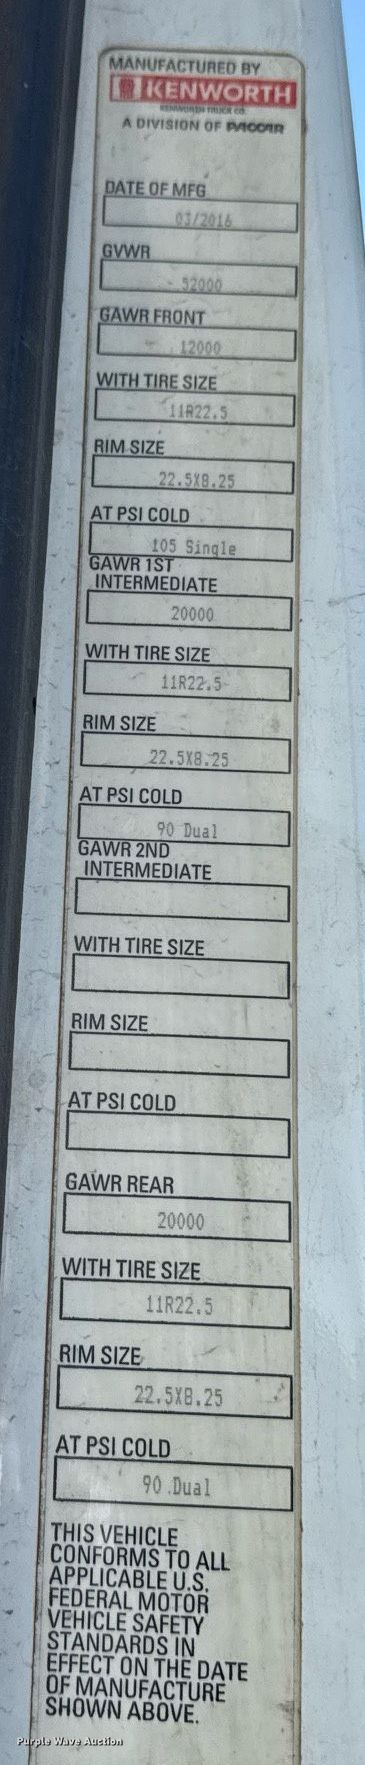 MANUFACTURED BY
KENWORTH
KENWORTH TRUCK CO.
A DIVISION OF PACCAR
DATE OF MFG
03/2016
GVWR
52000
GAWR FRONT
12000
WITH TIRE SIZE
11R22.5
RIM SIZE
22.5X8.25
AT PSI COLD
105 Single
GAWR 1ST
INTERMEDIATE
20000
WITH TIRE SIZE
11R22.5
RIM SIZE
22.5X8.25
AT PSI COLD
90 Dual
GAWR 2ND
INTERMEDIATE
WITH TIRE SIZE
RIM SIZE
AT PSI COLD
GAWR REAR
20000
WITH TIRE SIZE
11R22.5
RIM SIZE
22.5X8.25
AT PSI COLD
90 Dual
THIS VEHICLE
CONFORMS TO ALL
APPLICABLE U.S.
FEDERAL MOTOR
VEHICLE SAFETY
STANDARDS IN
EFFECT ON THE DATE
OF MANUFACTURE
SHOWN ABOVE.
Purple Wave Auction